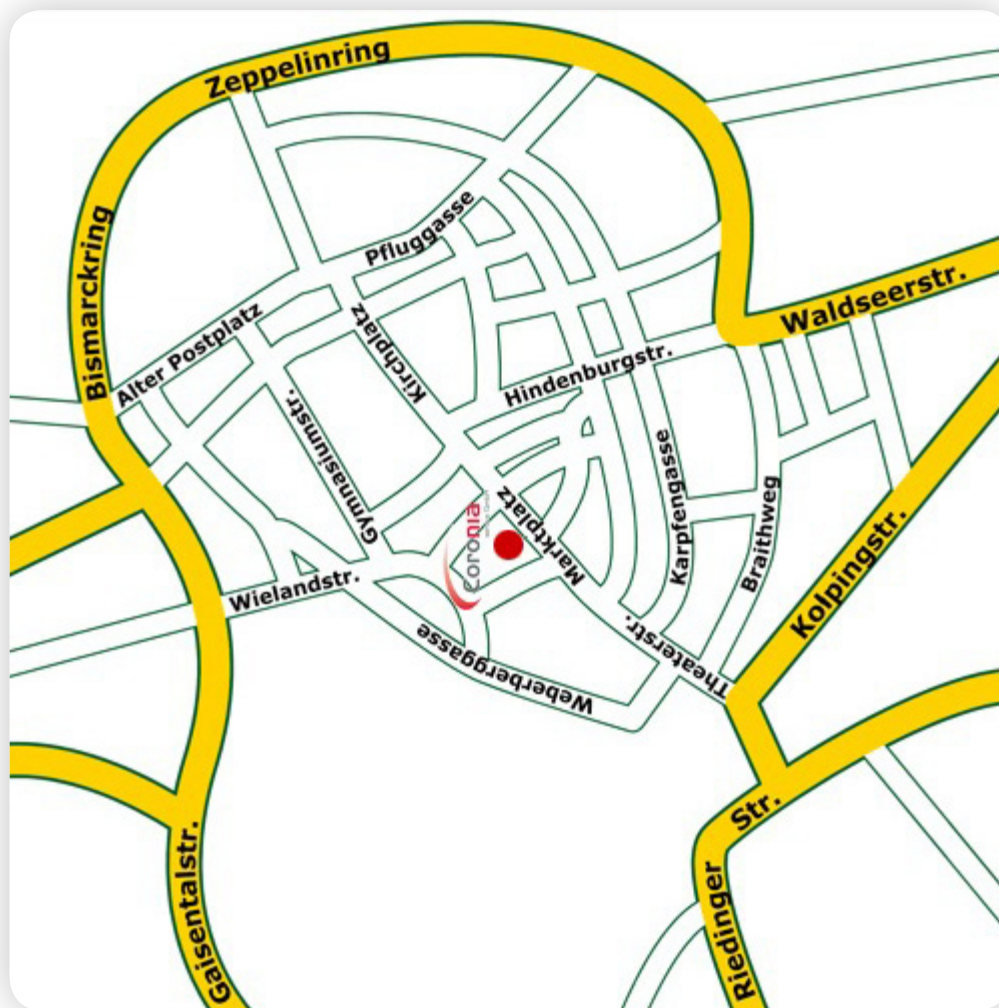 Zeppelinring
Bismarckring
Pfluggasse
Alter Postplatz
Kirchplatz
Waldseerstr.
Hindenburgstr.
Gymnasiumstr.
Karpfengasse
Braithweg
Marktplatz
coronia
Kolpingstr.
Wielandstr.
Theaterstr.
Weberberggasse
Gaisentalstr.
Riedinger Str.